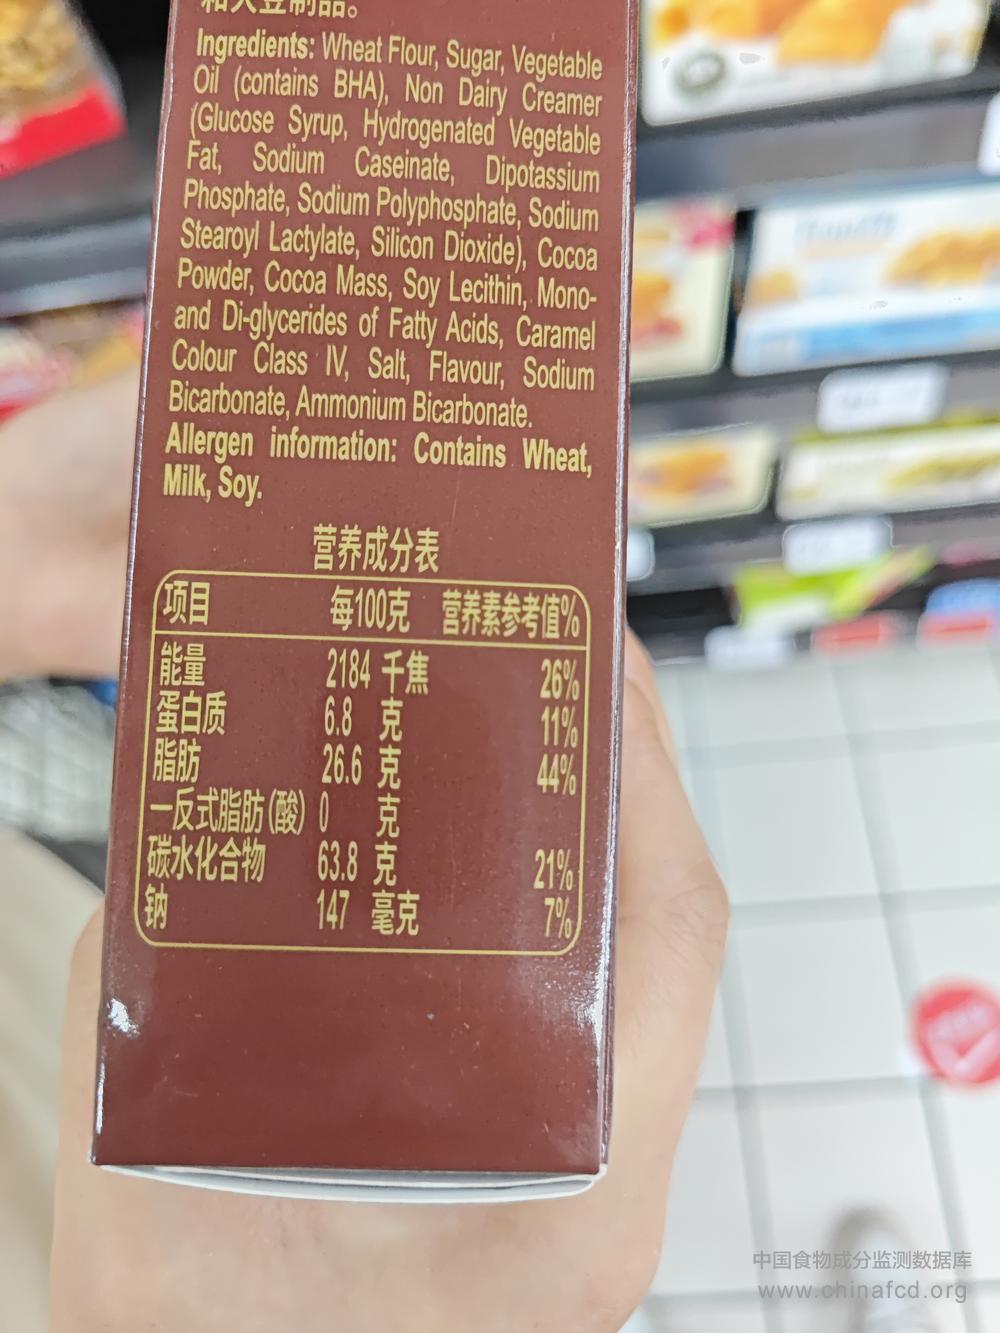 和大豆制品。
Ingredients: Wheat Flour, Sugar, Vegetable
Oil (contains BHA), Non Dairy Creamer
(Glucose Syrup, Hydrogenated Vegetable
Fat, Sodium Caseinate, Dipotassium
Phosphate, Sodium Polyphosphate, Sodium
Stearoyl Lactylate, Silicon Dioxide), Cocoa
Powder, Cocoa Mass, Soy Lecithin, Mono-
and Di-glycerides of Fatty Acids, Caramel
Colour Class IV, Salt, Flavour, Sodium
Bicarbonate, Ammonium Bicarbonate.
Allergen information: Contains Wheat,
Milk, Soy.
营养成分表
项目 每100克 营养素参考值%
能量 2184 千焦 26%
蛋白质 6.8 克 11%
脂肪 26.6 克 44%
一反式脂肪(酸) 0 克
碳水化合物 63.8 克 21%
钠 147 毫克 7%
中国食物成分监测数据库
www.chinafcd.org